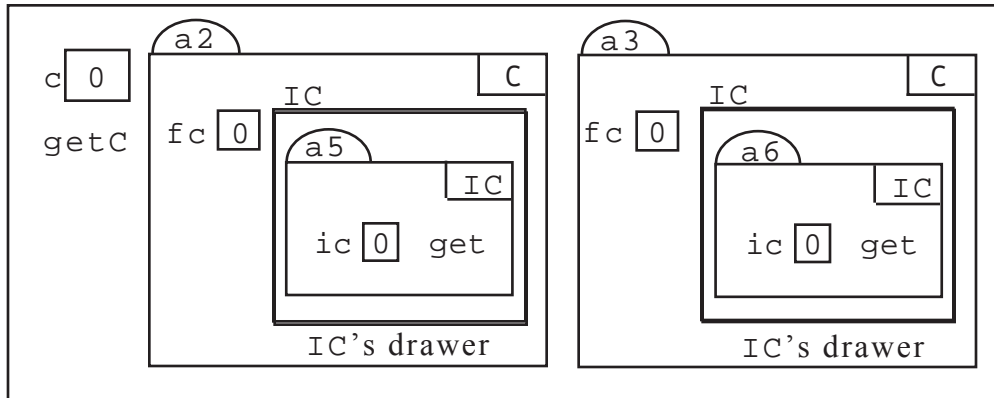 a2 a3
c 0 C C
IC IC
getC fc 0 fc 0
a5 a6
IC IC
ic 0 get ic 0 get
IC's drawer IC's drawer